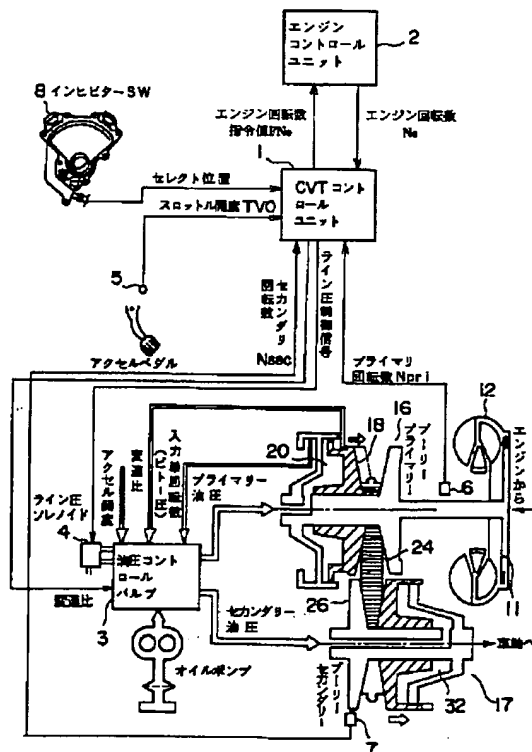 エンジン
コントロール
ユニット
2
8 インヒビターSW
エンジン回転数
指令値FNe
エンジン回転数
Ne
1
セレクト位置
スロットル開度TVO
CVTコント
ロール
ユニット
5
アクセルペダル
セカンダリ
回転数
Nsec
ライン圧制御信号
プライマリ
回転数Npri
12
16
18
20
プーリー
プライマリー
6
エンジンから
アクセル開度
変速比
入力軸回転数
(ピトー圧)
プライマリー
油圧
ライン圧
ソレノイド
4
油圧コント
ロール
バルブ
3
変速比
24
26
11
セカンダリー
油圧
車軸へ
オイルポンプ
プーリー
セカンダリー
32
17
7